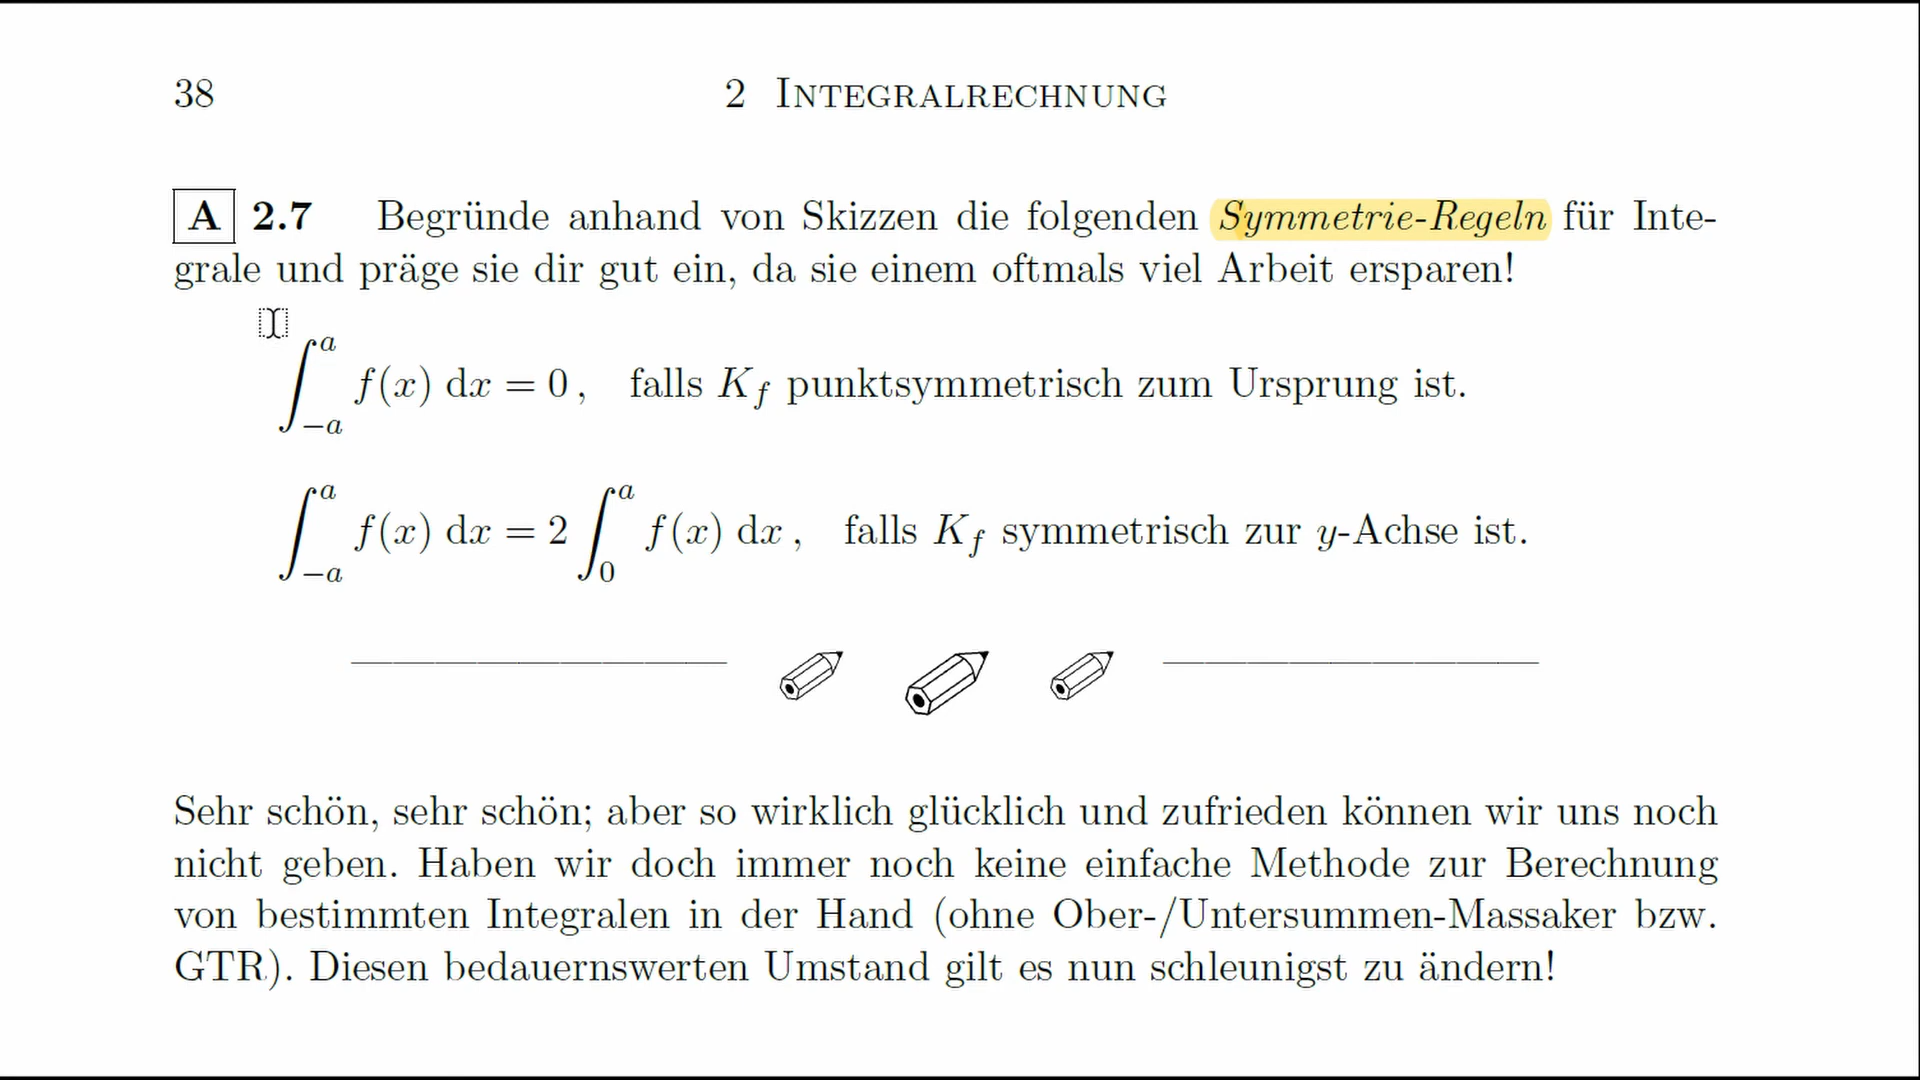 38
2 INTEGRALRECHNUNG
A 2.7 Begründe anhand von Skizzen die folgenden Symmetrie-Regeln für Inte-
grale und präge sie dir gut ein, da sie einem oftmals viel Arbeit ersparen!
∫_{-a}^{a} f(x) dx = 0 , falls K_f punktsymmetrisch zum Ursprung ist.
∫_{-a}^{a} f(x) dx = 2 ∫_{0}^{a} f(x) dx , falls K_f symmetrisch zur y-Achse ist.
Sehr schön, sehr schön; aber so wirklich glücklich und zufrieden können wir uns noch
nicht geben. Haben wir doch immer noch keine einfache Methode zur Berechnung
von bestimmten Integralen in der Hand (ohne Ober-/Untersummen-Massaker bzw.
GTR). Diesen bedauernswerten Umstand gilt es nun schleunigst zu ändern!